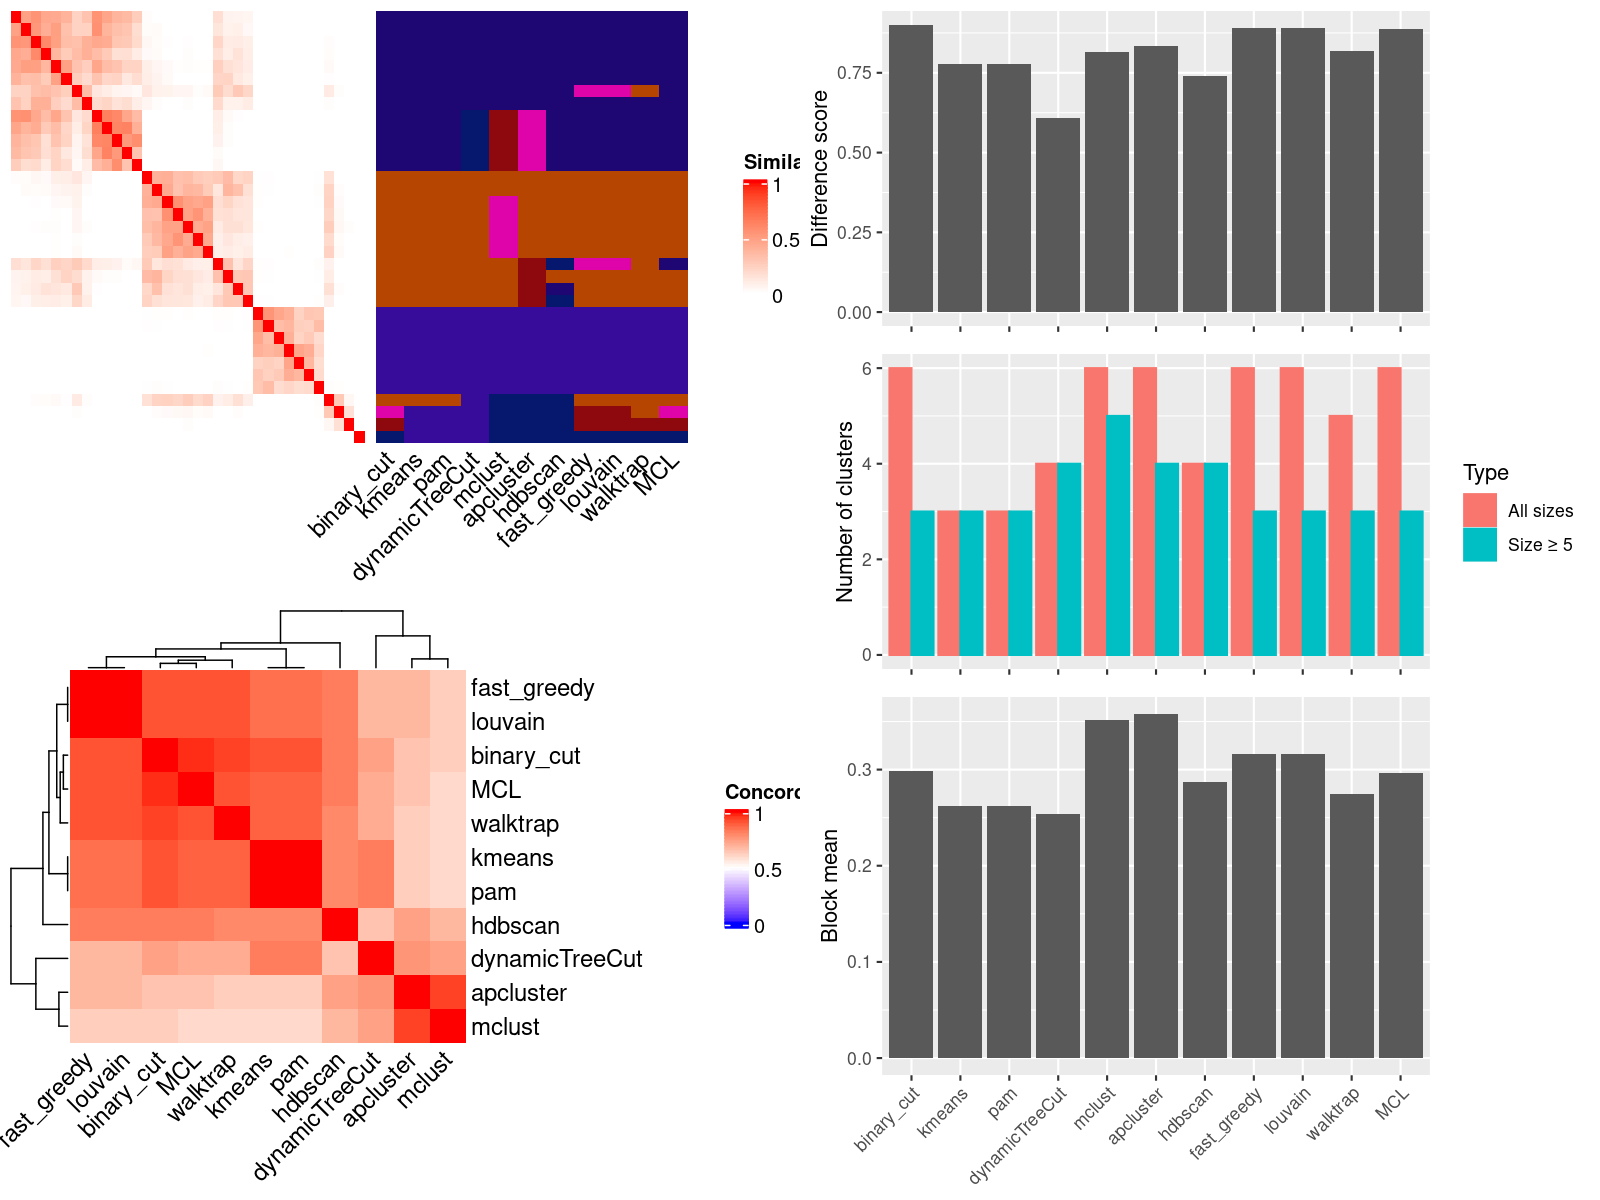 Simila
1
0.5
0
binary_cut
kmeans
pam
dynamicTreeCut
mclust
apcluster
hdbscan
fast_greedy
louvain
walktrap
MCL
fast_greedy
louvain
binary_cut
MCL
walktrap
kmeans
pam
hdbscan
dynamicTreeCut
apcluster
mclust
fast_greedy
louvain
binary_cut
MCL
walktrap
kmeans
pam
hdbscan
dynamicTreeCut
apcluster
mclust
Concord
1
0.5
0
Difference score
0.75
0.50
0.25
0.00
Number of clusters
6
4
2
0
Type
All sizes
Size ≥ 5
Block mean
0.3
0.2
0.1
0.0
binary_cut
kmeans
pam
dynamicTreeCut
mclust
apcluster
hdbscan
fast_greedy
louvain
walktrap
MCL